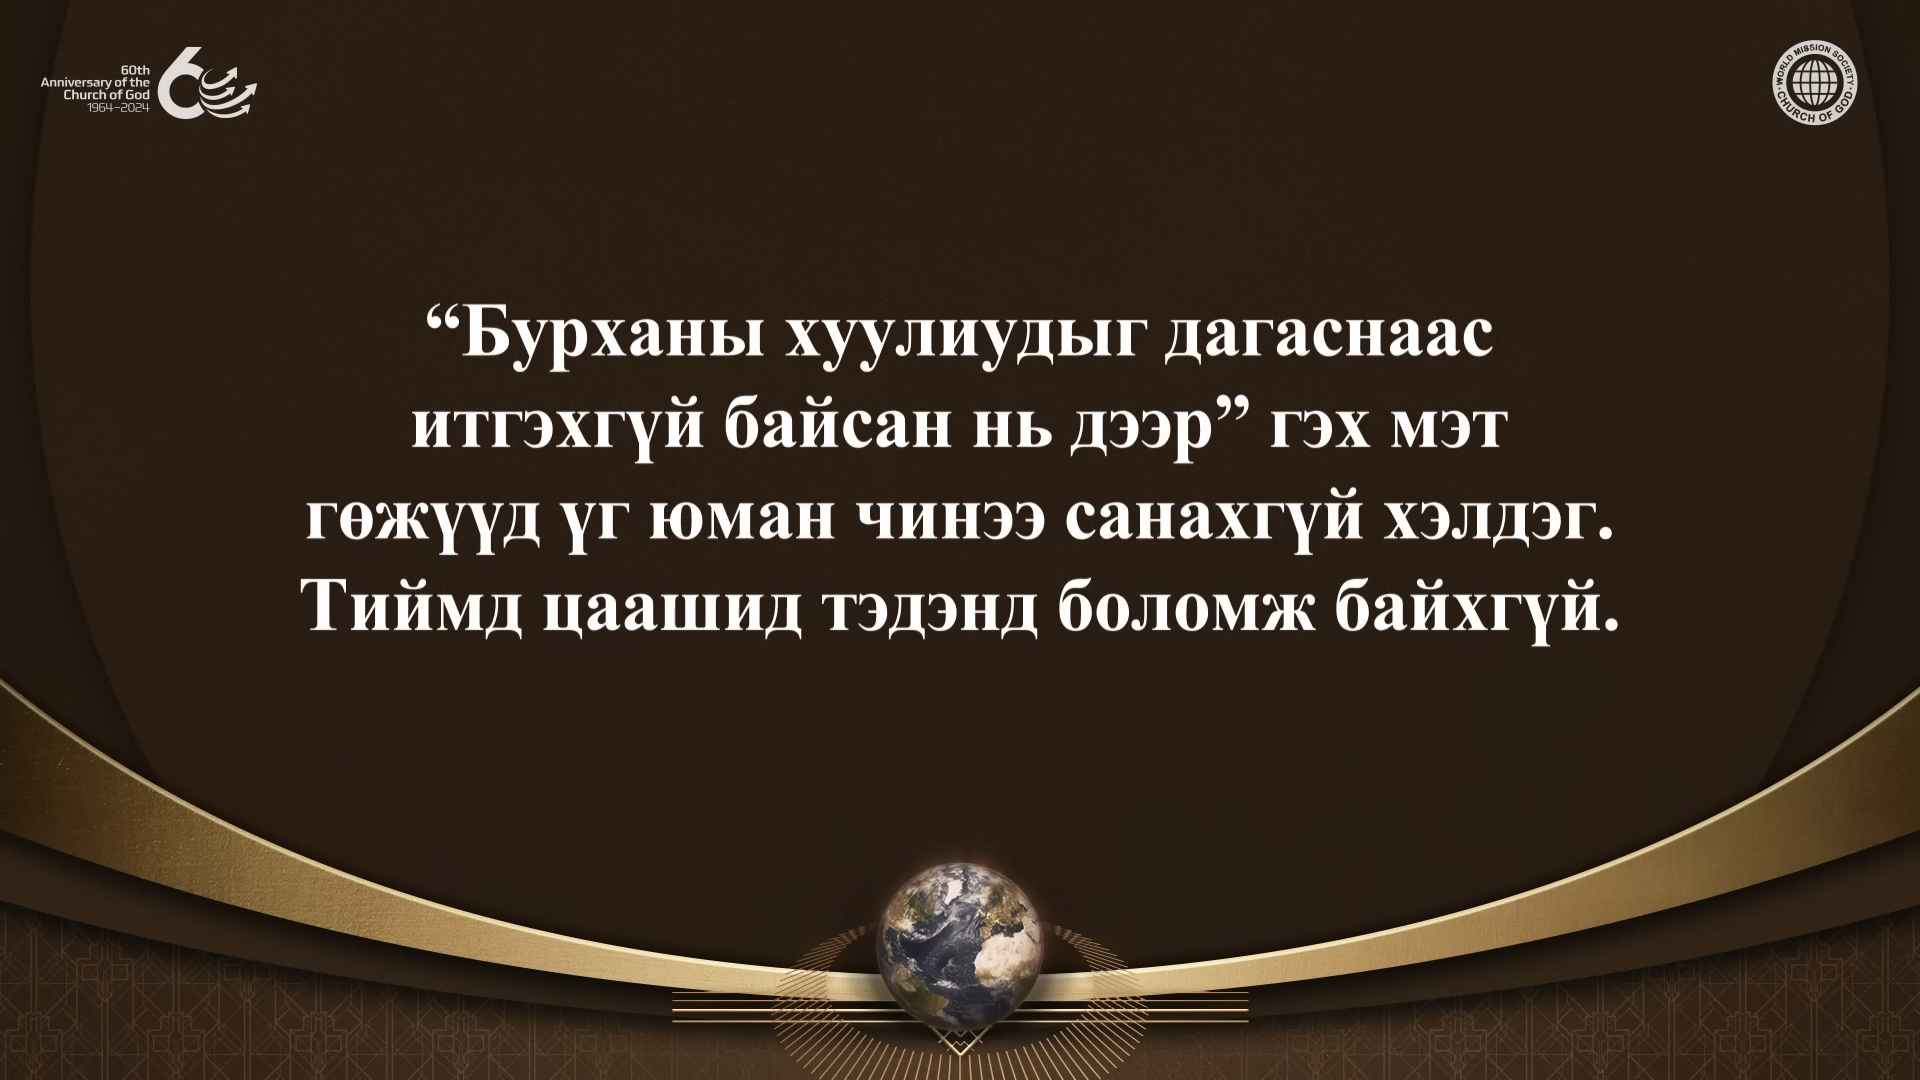 60th
Anniversary of the
Church of God
1964–2024
WORLD MISSION SOCIETY
CHURCH OF GOD
“Бурханы хуулиудыг дагаснаас
итгэхгүй байсан нь дээр” гэх мэт
гөжүүд үг юман чинээ санахгүй хэлдэг.
Тиймд цаашид тэдэнд боломж байхгүй.